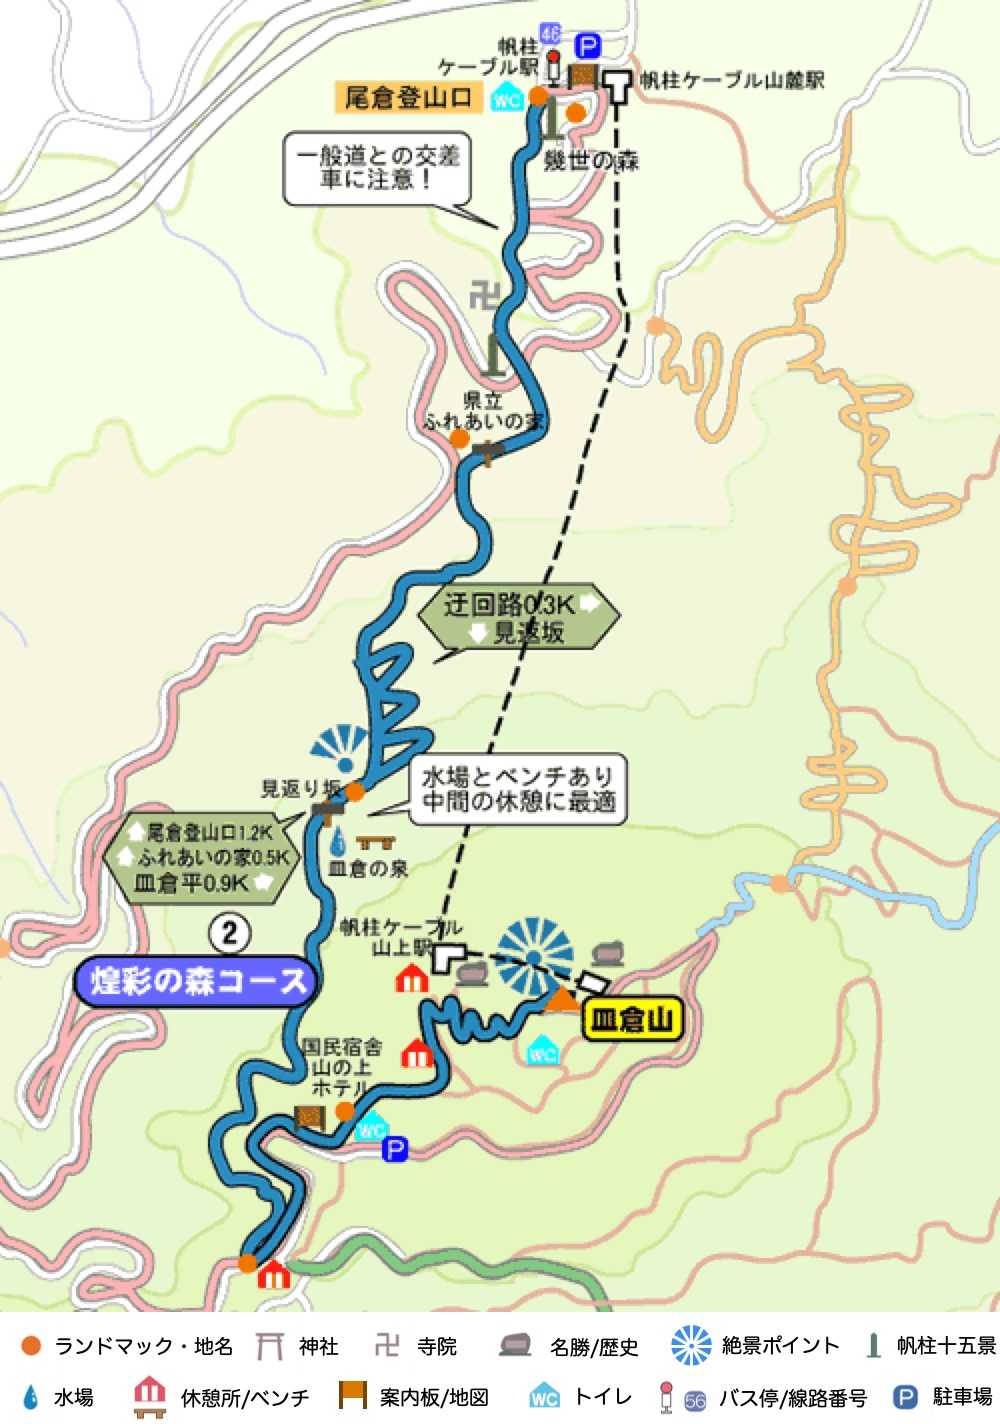 46
P
帆柱
ケーブル駅
帆柱ケーブル山麓駅
尾倉登山口
WC
幾世の森
一般道との交差
車に注意！
卍
県立
ふれあいの家
迂回路0.3K
見返坂
見返り坂
水場とベンチあり
中間の休憩に最適
尾倉登山口1.2K
ふれあいの家0.5K
皿倉平0.9K
皿倉の泉
②
煌彩の森コース
帆柱ケーブル
山上駅
皿倉山
WC
国民宿舎
山の上
ホテル
WC
P
ランドマック・地名
神社
卍
寺院
名勝/歴史
絶景ポイント
帆柱十五景
水場
休憩所/ベンチ
案内板/地図
WC
トイレ
56
バス停/線路番号
P
駐車場